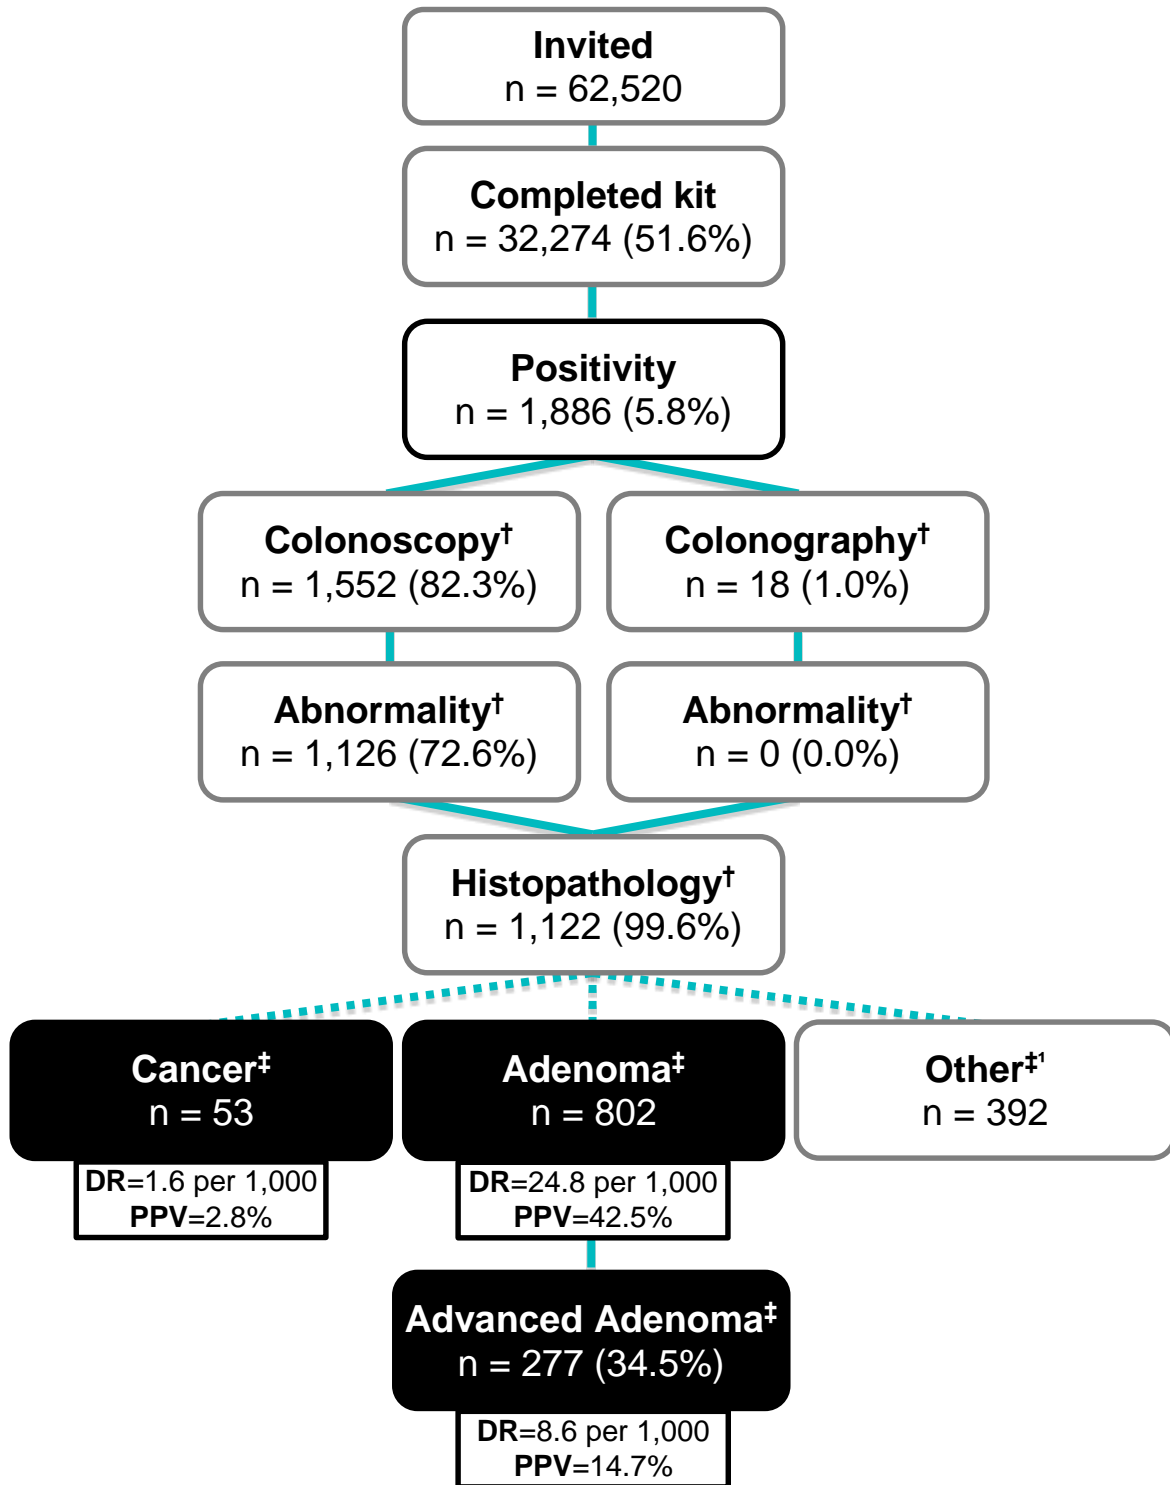 Invited
n = 62,520
Completed kit
n = 32,274 (51.6%)
Positivity
n = 1,886 (5.8%)
Colonoscopy†
n = 1,552 (82.3%)
Colonography†
n = 18 (1.0%)
Abnormality†
n = 1,126 (72.6%)
Abnormality†
n = 0 (0.0%)
Histopathology†
n = 1,122 (99.6%)
Cancer‡
n = 53
DR=1.6 per 1,000
PPV=2.8%
Adenoma‡
n = 802
DR=24.8 per 1,000
PPV=42.5%
Other‡¹
n = 392
Advanced Adenoma‡
n = 277 (34.5%)
DR=8.6 per 1,000
PPV=14.7%